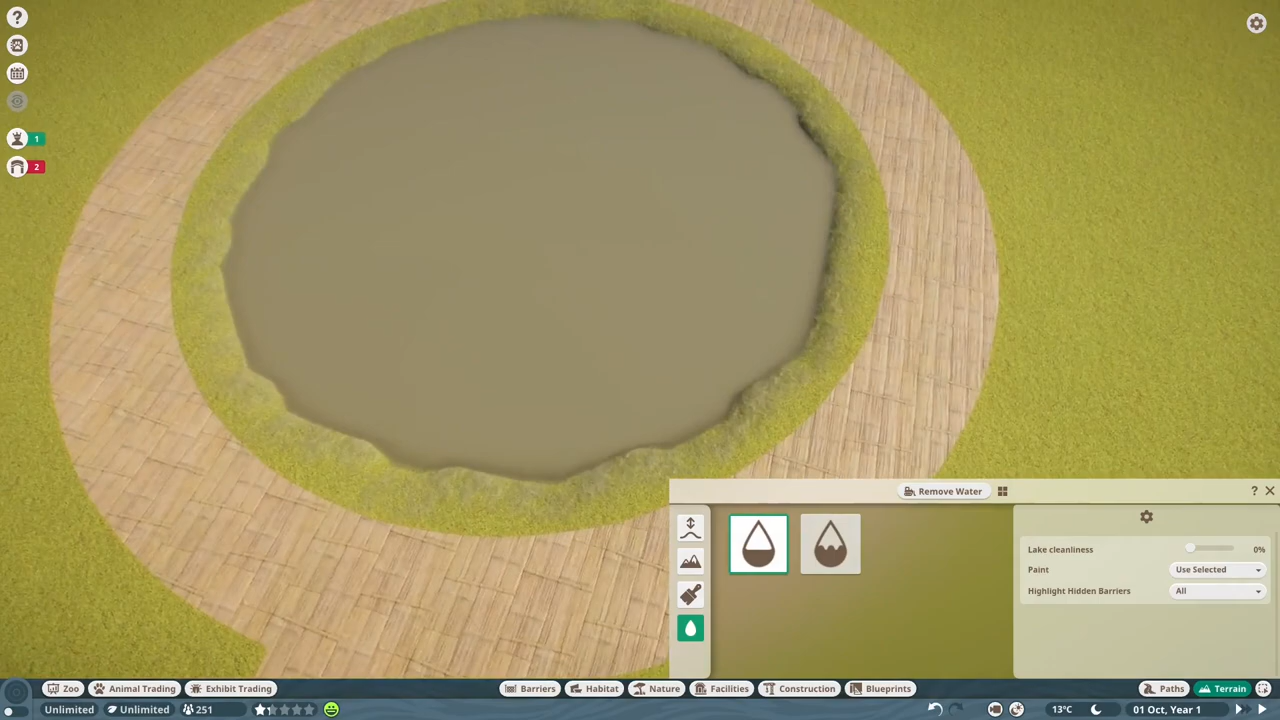 ?
1
2
Remove Water
?
Lake cleanliness 0%
Paint Use Selected
Highlight Hidden Barriers All
Zoo Animal Trading Exhibit Trading Barriers Habitat Nature Facilities Construction Blueprints Paths Terrain
Unlimited Unlimited 251 13°C 01 Oct, Year 1